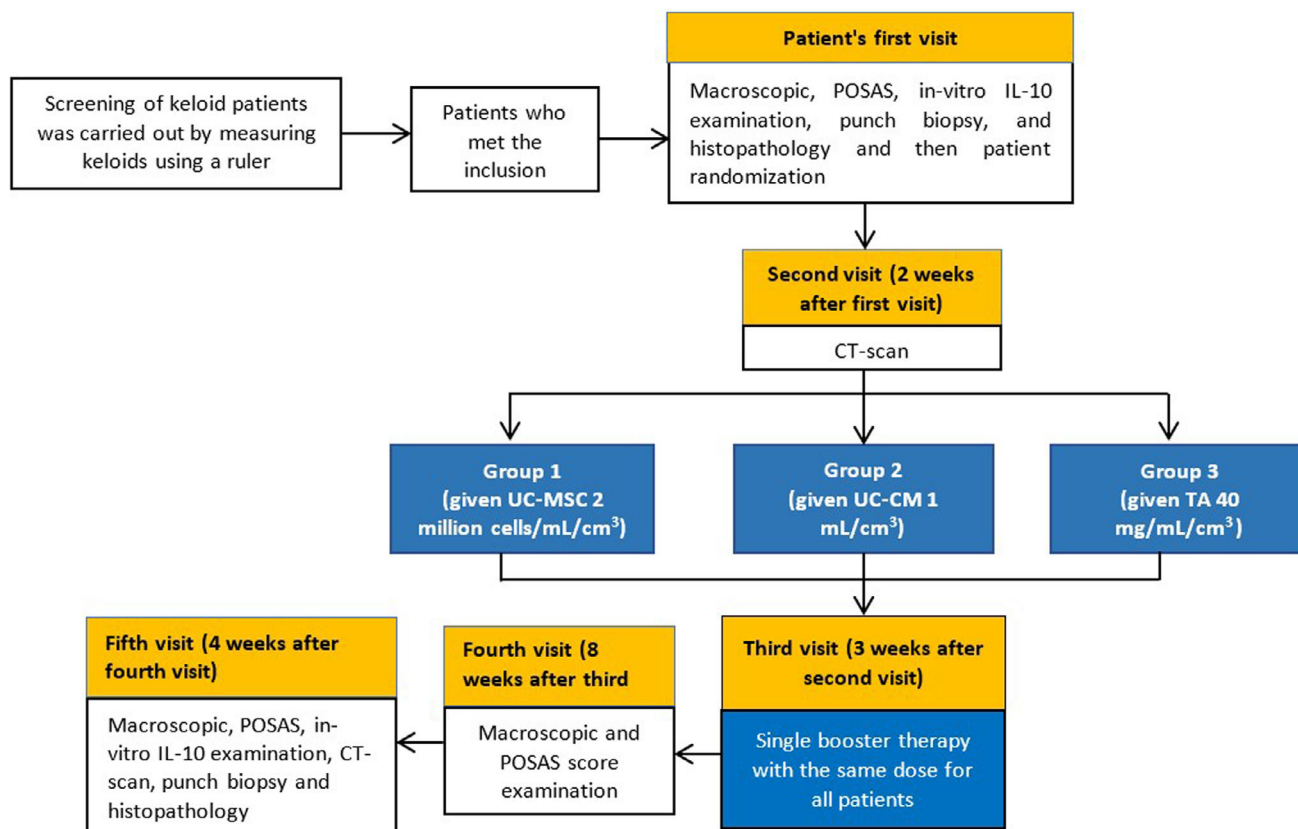 Screening of keloid patients
was carried out by measuring
keloids using a ruler
Patients who
met the
inclusion
Patient's first visit
Macroscopic, POSAS, in-vitro IL-10
examination, punch biopsy, and
histopathology and then patient
randomization
Second visit (2 weeks
after first visit)
CT-scan
Group 1
(given UC-MSC 2
million cells/mL/cm³)
Group 2
(given UC-CM 1
mL/cm³)
Group 3
(given TA 40
mg/mL/cm³)
Third visit (3 weeks after
second visit)
Single booster therapy
with the same dose for
all patients
Fourth visit (8
weeks after third
Macroscopic and
POSAS score
examination
Fifth visit (4 weeks after
fourth visit)
Macroscopic, POSAS, in-
vitro IL-10 examination, CT-
scan, punch biopsy and
histopathology